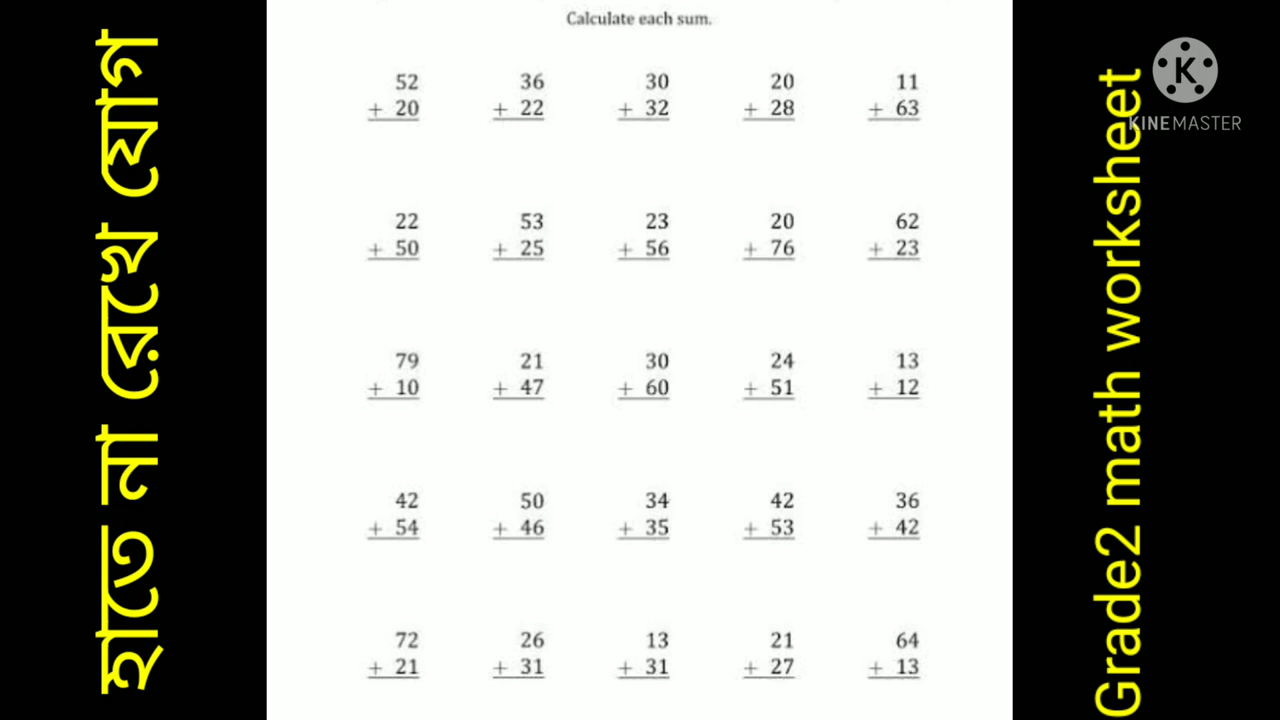 হাতে না রেখে যোগ
Calculate each sum.
52 36 30 20 11
+ 20 + 22 + 32 + 28 + 63
22 53 23 20 62
+ 50 + 25 + 56 + 76 + 23
79 21 30 24 13
+ 10 + 47 + 60 + 51 + 12
42 50 34 42 36
+ 54 + 46 + 35 + 53 + 42
72 26 13 21 64
+ 21 + 31 + 31 + 27 + 13
Grade2 math worksheet
K
KINEMASTER